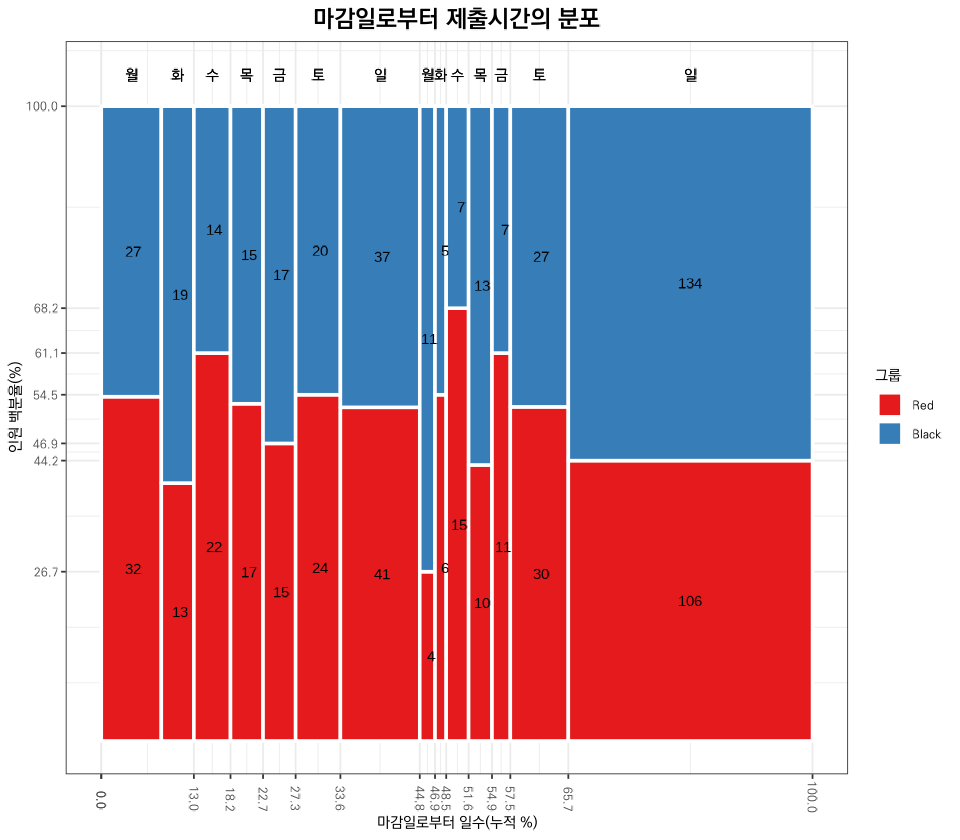 마감일로부터 제출시간의 분포
월 화 수 목 금 토 일 월 화 수 목 금 토 일
100.0
68.2
61.1
54.5
46.9
44.2
26.7
인원 백분율(%)
27 19 14 15 17 20 37 11 5 7 13 7 27 134
32 13 22 17 15 24 41 4 6 15 10 11 30 106
0.0 13.0 18.2 22.7 27.3 33.6 44.8 46.9 48.5 51.6 54.9 57.5 65.7 100.0
마감일로부터 일수(누적 %)
그룹
Red
Black